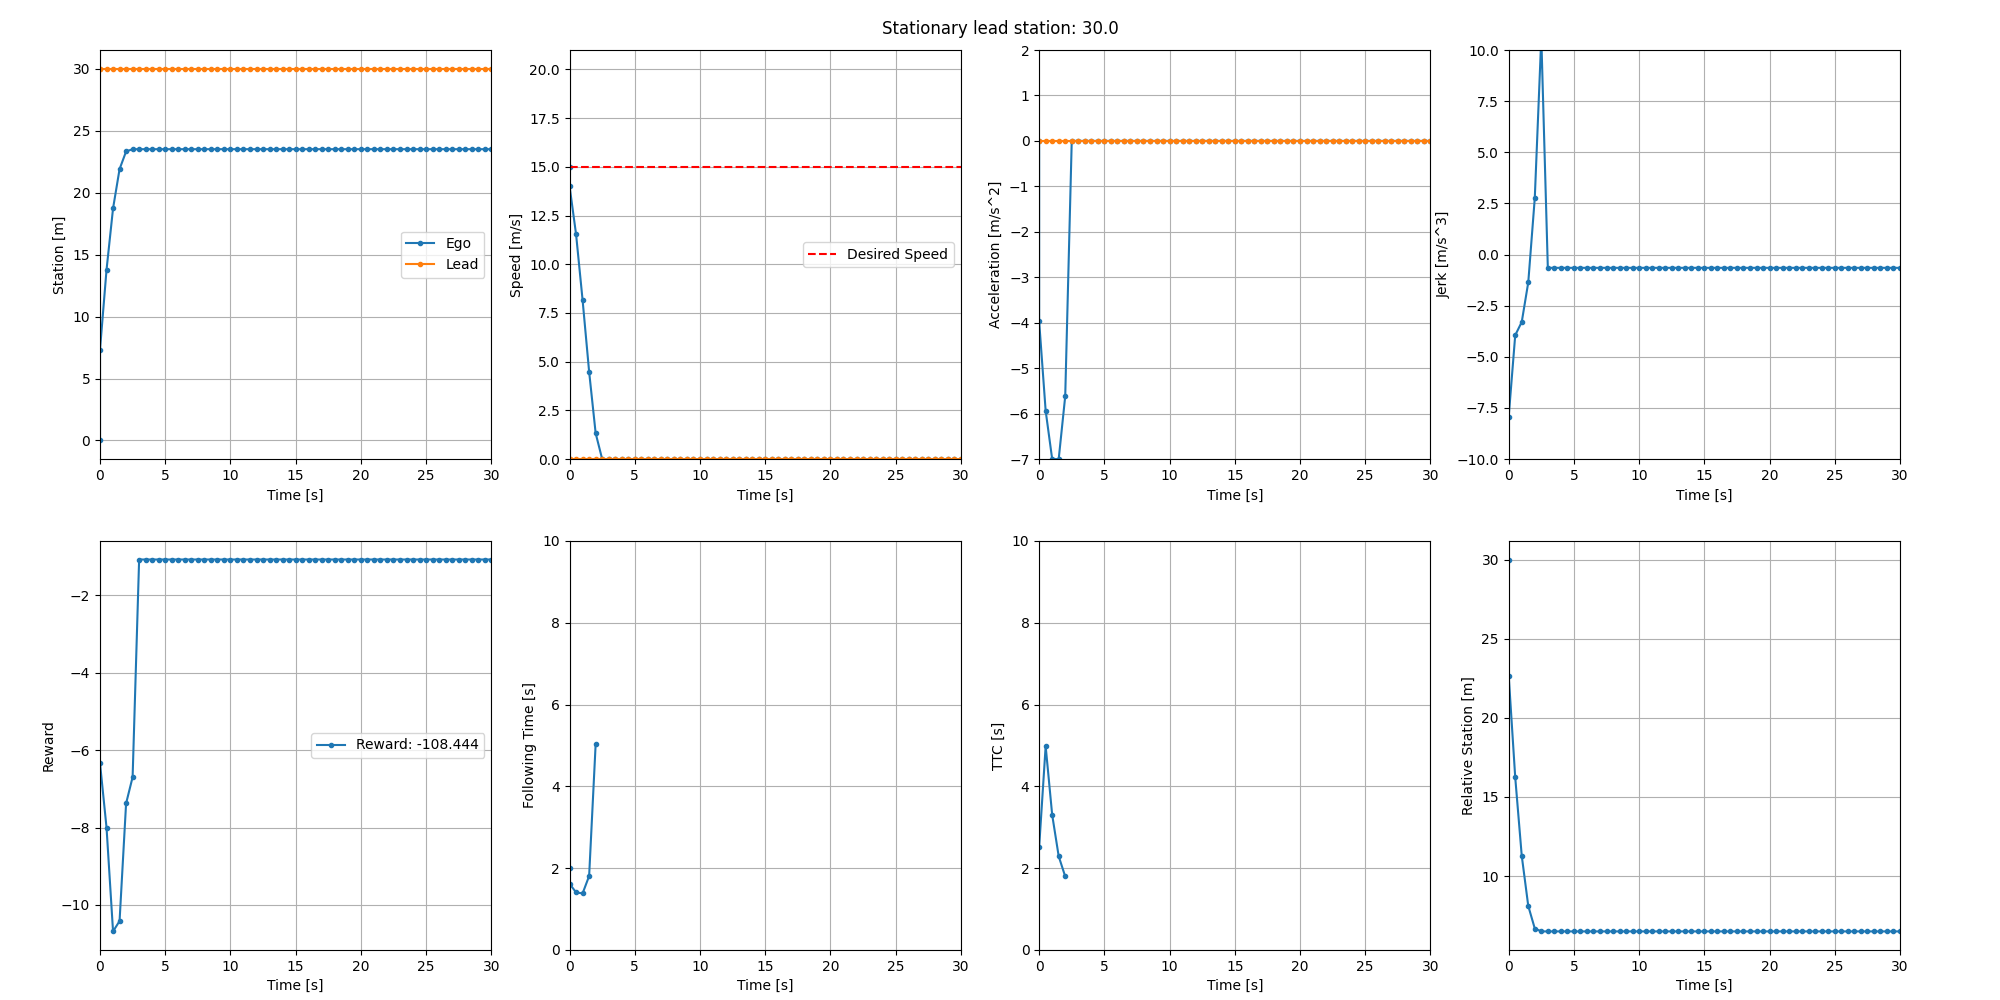 Stationary lead station: 30.0
Station [m]
30
25
20
15
10
5
0
Ego
Lead
0 5 10 15 20 25 30
Time [s]
Speed [m/s]
20.0
17.5
15.0
12.5
10.0
7.5
5.0
2.5
0.0
Desired Speed
0 5 10 15 20 25 30
Time [s]
Acceleration [m/s^2]
2
1
0
−1
−2
−3
−4
−5
−6
−7
0 5 10 15 20 25 30
Time [s]
Jerk [m/s^3]
10.0
7.5
5.0
2.5
0.0
−2.5
−5.0
−7.5
−10.0
0 5 10 15 20 25 30
Time [s]
Reward
−2
−4
−6
−8
−10
Reward: -108.444
0 5 10 15 20 25 30
Time [s]
Following Time [s]
10
8
6
4
2
0
0 5 10 15 20 25 30
Time [s]
TTC [s]
10
8
6
4
2
0
0 5 10 15 20 25 30
Time [s]
Relative Station [m]
30
25
20
15
10
0 5 10 15 20 25 30
Time [s]